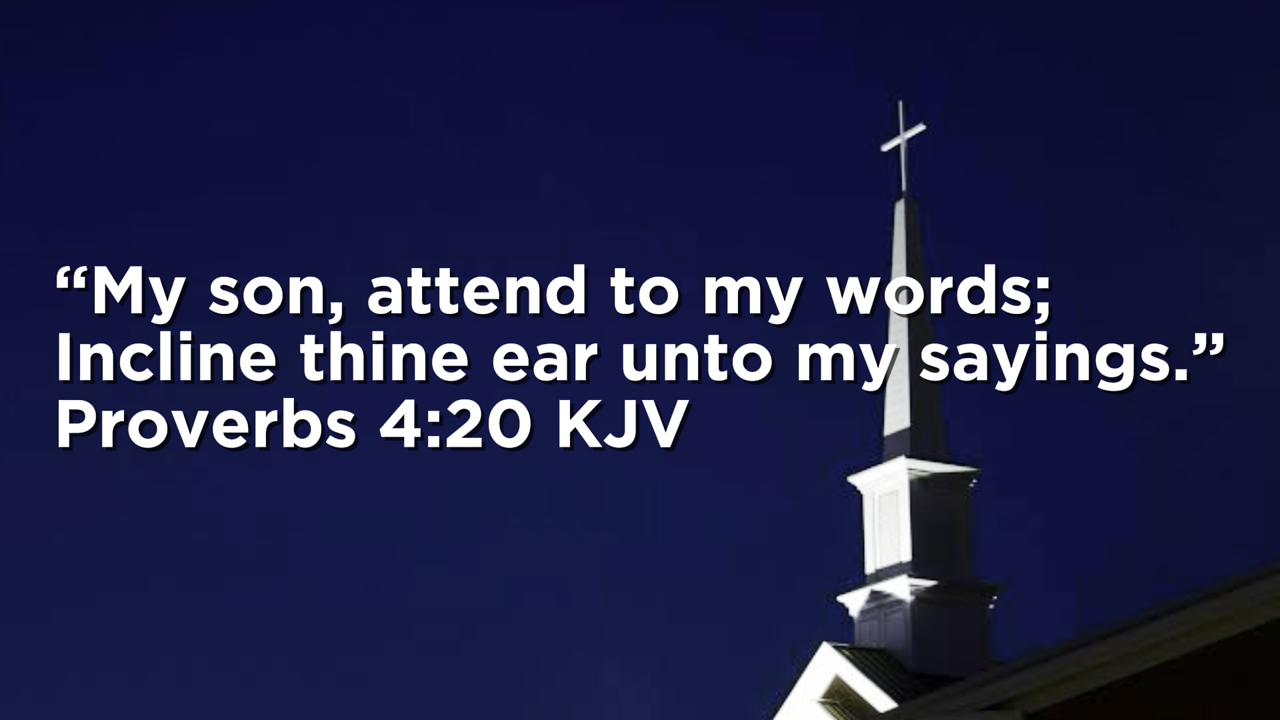 “My son, attend to my words;
Incline thine ear unto my sayings.”
Proverbs 4:20 KJV